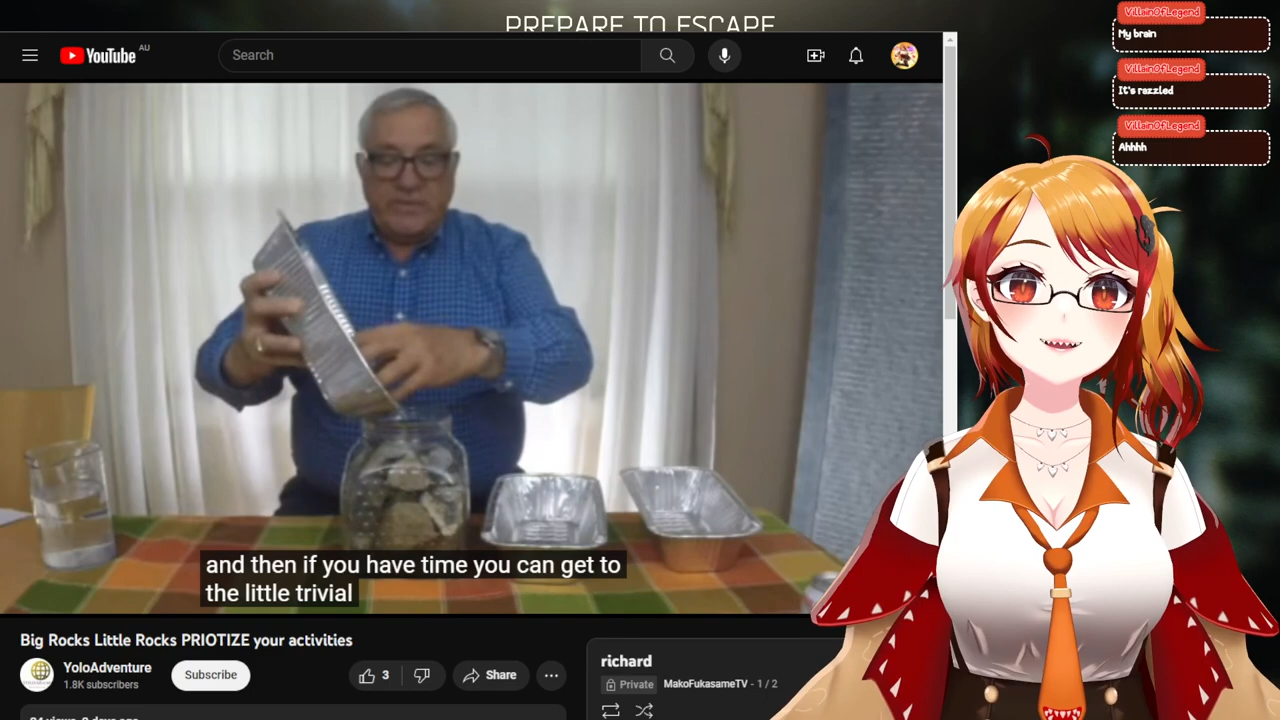 PREPARE TO ESCAPE
YouTube
AU
Search
and then if you have time you can get to
the little trivial
Big Rocks Little Rocks PRIOTIZE your activities
YoloAdventure
1.8K subscribers
Subscribe
3
Share
richard
Private
MakoFukasameTV - 1 / 2
VillainOfLegend
My brain
VillainOfLegend
It's razzled
VillainOfLegend
Ahhhh